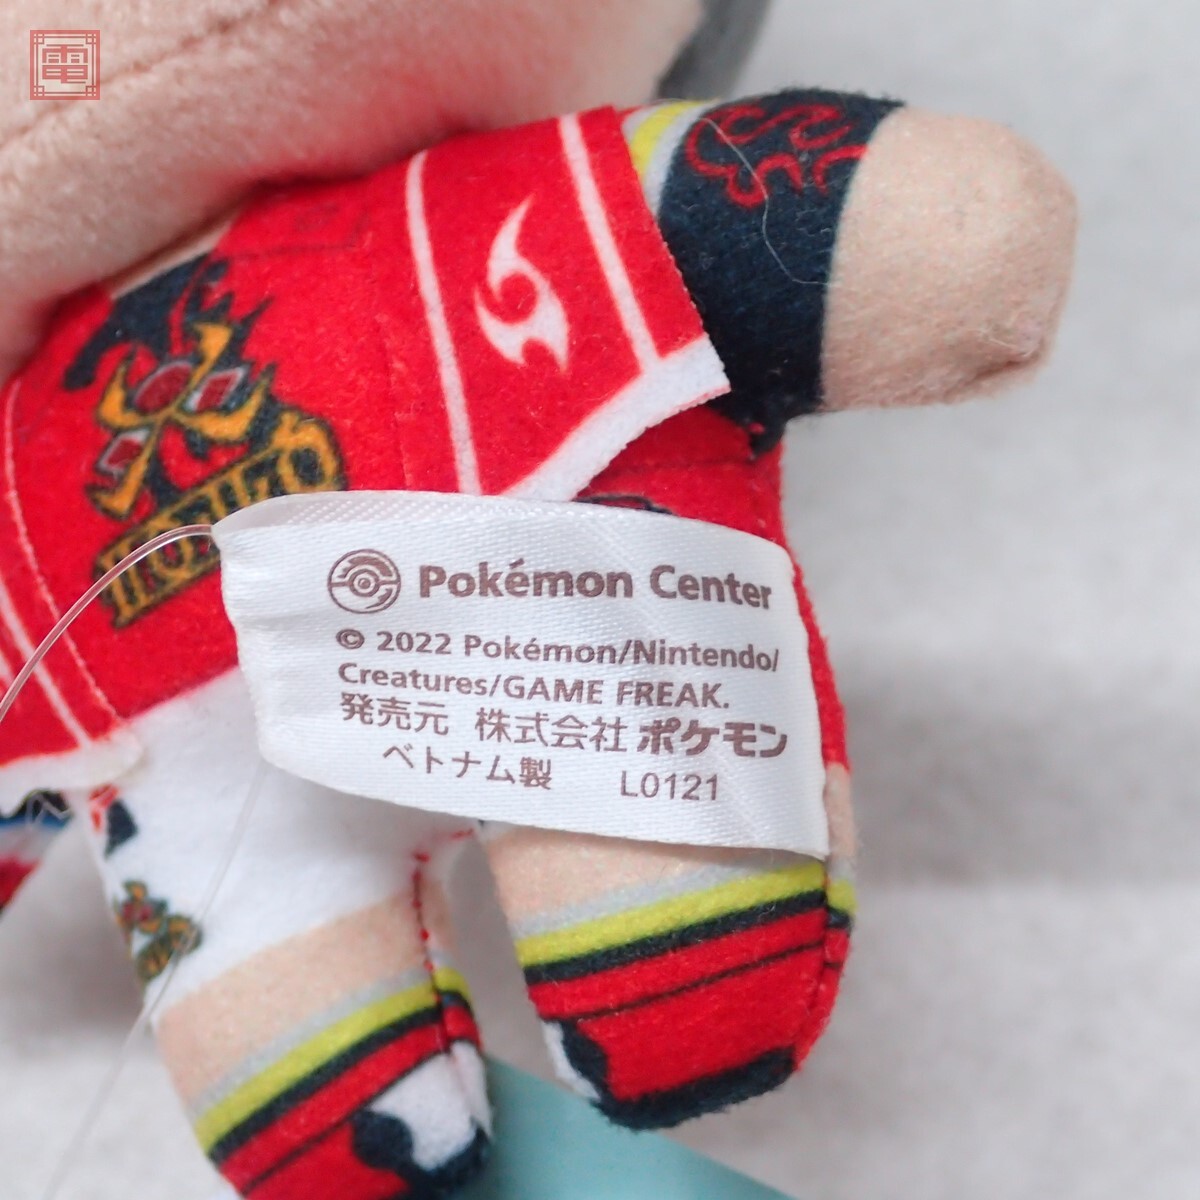 電
Pokémon Center
© 2022 Pokémon/Nintendo/
Creatures/GAME FREAK.
発売元 株式会社ポケモン
ベトナム製 L0121